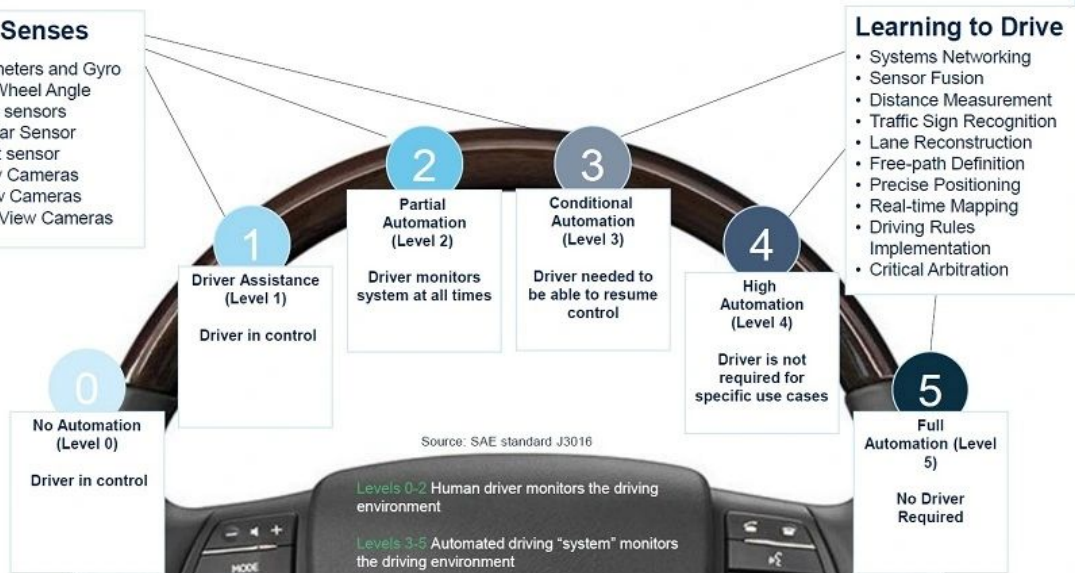 Senses
and Gyro
Wheel Angle
sensors
Sensor
sensor
Cameras
Cameras
View Cameras
Learning to Drive
• Systems Networking
• Sensor Fusion
• Distance Measurement
• Traffic Sign Recognition
• Lane Reconstruction
• Free-path Definition
• Precise Positioning
• Real-time Mapping
• Driving Rules
Implementation
• Critical Arbitration
0
No Automation
(Level 0)
Driver in control
1
Driver Assistance
(Level 1)
Driver in control
2
Partial
Automation
(Level 2)
Driver monitors
system at all times
3
Conditional
Automation
(Level 3)
Driver needed to
be able to resume
control
4
High
Automation
(Level 4)
Driver is not
required for
specific use cases
5
Full
Automation (Level
5)
No Driver
Required
Source: SAE standard J3016
Levels 0-2 Human driver monitors the driving
environment
Levels 3-5 Automated driving “system” monitors
the driving environment
MODE